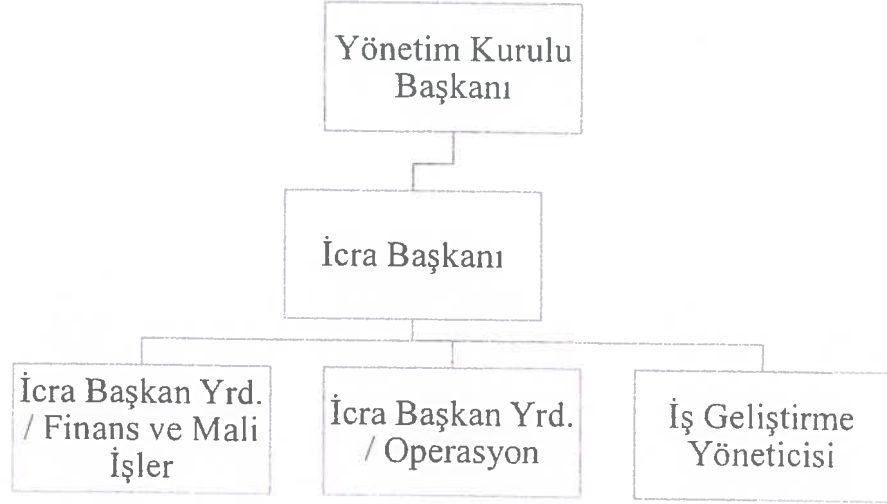 Yönetim Kurulu
Başkanı
İcra Başkanı
İcra Başkan Yrd.
/ Finans ve Mali
İşler
İcra Başkan Yrd.
/ Operasyon
İş Geliştirme
Yöneticisi